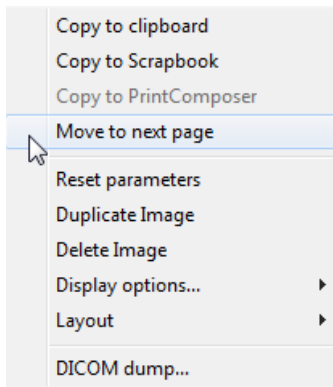 Copy to clipboard
Copy to Scrapbook
Copy to PrintComposer
Move to next page
Reset parameters
Duplicate Image
Delete Image
Display options...
Layout
DICOM dump...